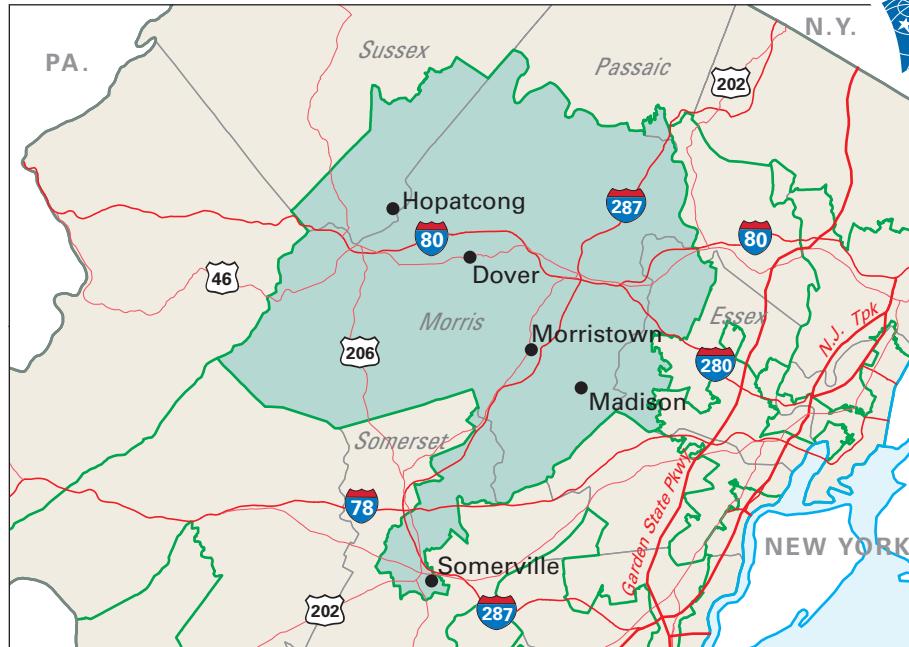 N.Y.
PA.
Sussex
Passaic
202
Hopatcong
287
80
80
Dover
46
Morris
Essex
N.J. Tpk
Morristown
206
280
Madison
Somerset
78
Garden State Pkwy
NEW YORK
Somerville
202
287